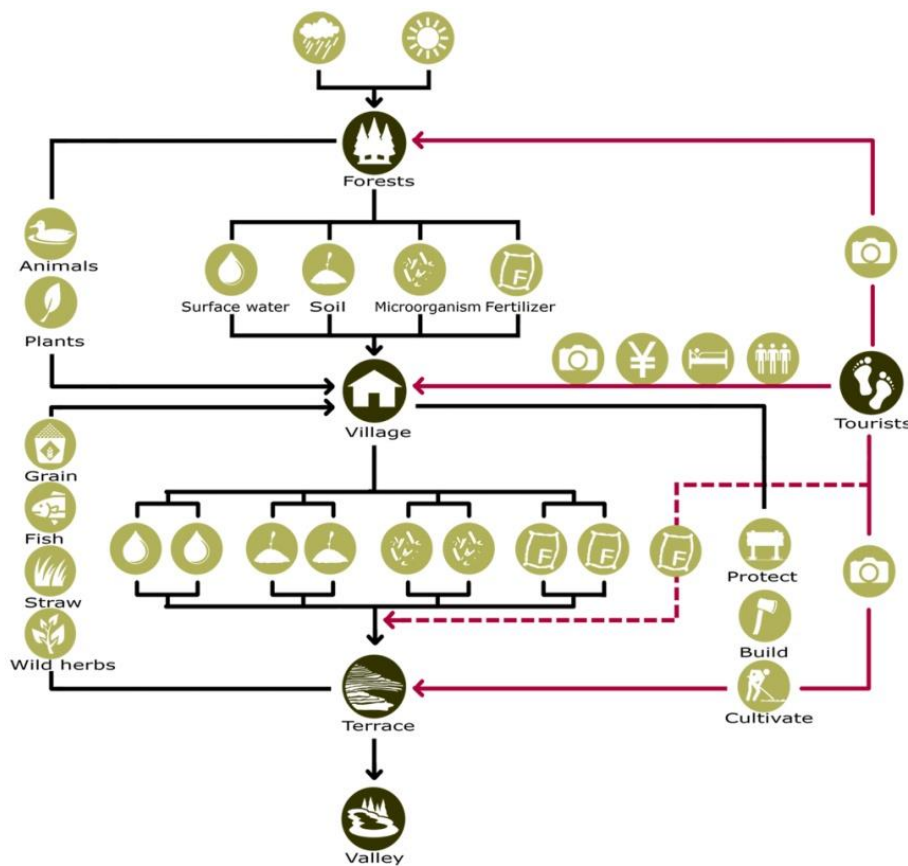 Forests
Animals
Surface water Soil Microorganism Fertilizer
Plants
¥
Village
Tourists
Grain
Fish
F F F
Protect
Straw
Build
Wild herbs
Cultivate
Terrace
Valley